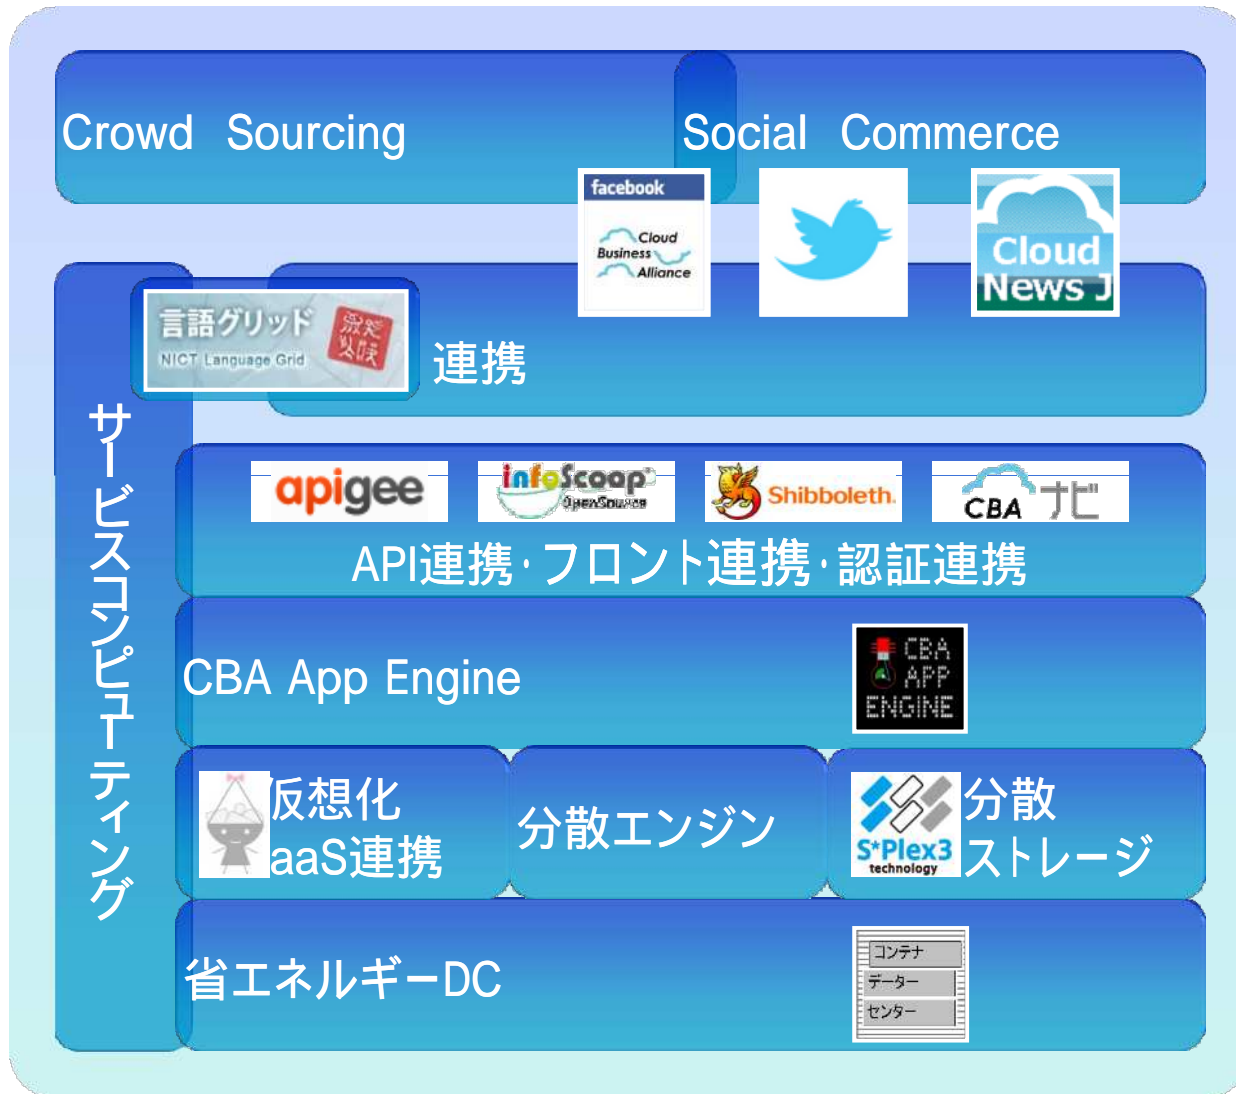 Crowd Sourcing
Social Commerce
facebook
Cloud
Business
Alliance
Cloud
News J
言語グリッド
NICT Language Grid
連携
サービスコンピューティング
apigee
infoScoop
OpenSource
Shibboleth.
CBA ナビ
API連携・フロント連携・認証連携
CBA App Engine
CBA
APP
ENGINE
仮想化
aaS連携
分散エンジン
S*Plex3
technology
分散
ストレージ
省エネルギーDC
コンテナ
データー
センター